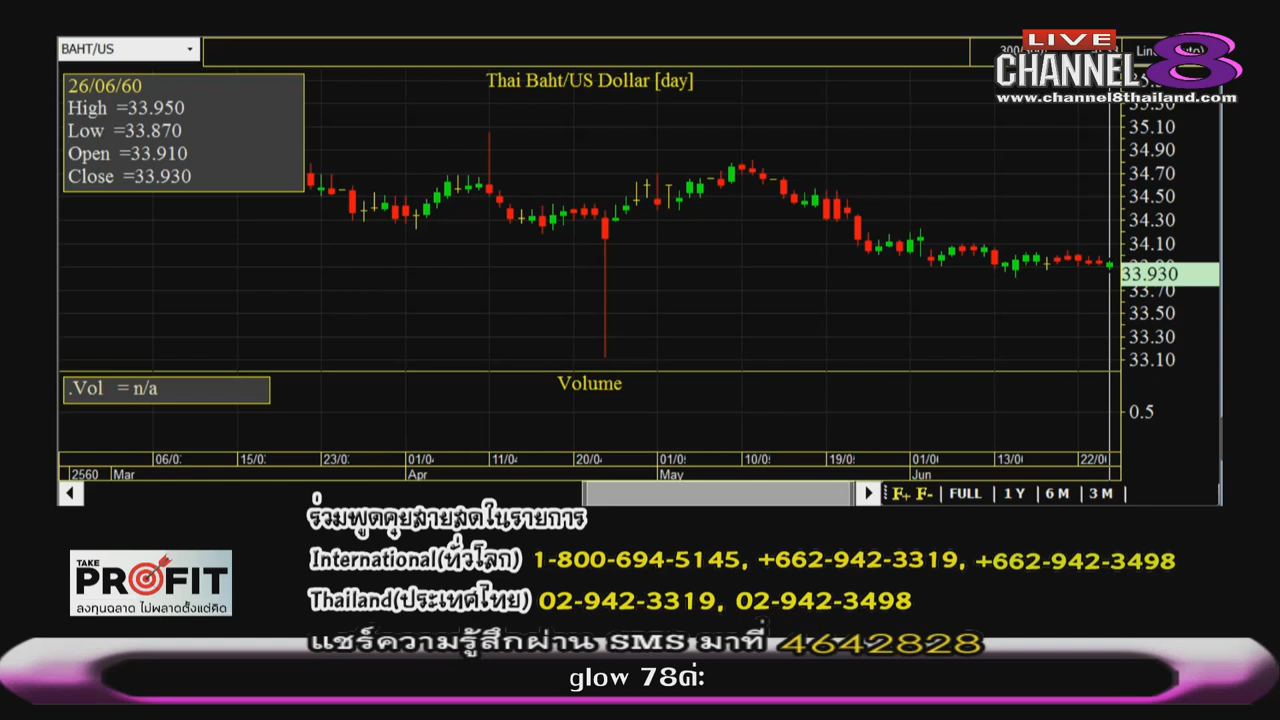 LIVE
CHANNEL 8
www.channel8thailand.com
BAHT/US
Thai Baht/US Dollar [day]
26/06/60
High =33.950
Low =33.870
Open =33.910
Close =33.930
35.10
34.90
34.70
34.50
34.30
34.10
33.930
33.70
33.50
33.30
33.10
.Vol = n/a
Volume
0.5
06/0 15/0 23/0 01/0 11/0 20/0 01/0 10/0 19/0 01/0 13/0 22/0
2560 Mar Apr May Jun
F+ F- FULL 1 Y 6 M 3 M
ร่วมพูดคุยสายสดในรายการ
International(ทั่วโลก) 1-800-694-5145, +662-942-3319, +662-942-3498
Thailand(ประเทศไทย) 02-942-3319, 02-942-3498
TAKE
PROFIT
ลงทุนฉลาด ไม่พลาดตั้งแต่คิด
แชร์ความรู้สึกผ่าน SMS มาที่ 4642828
glow 78ค่ะ